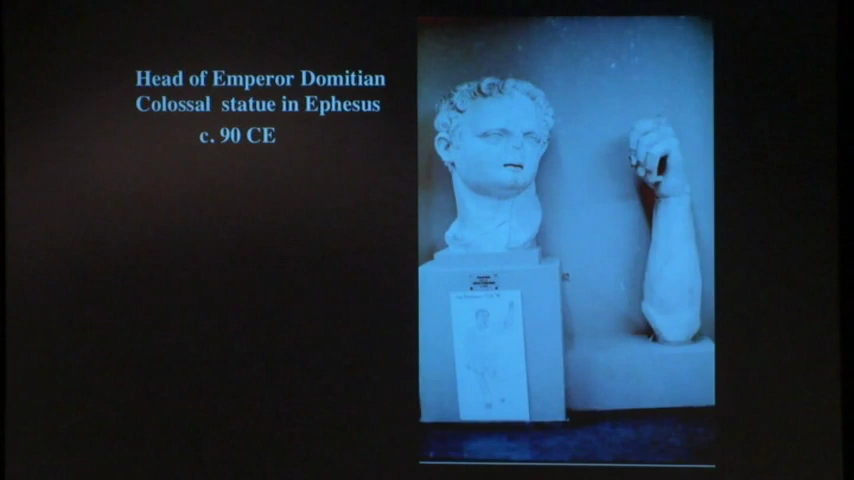 Head of Emperor Domitian
Colossal statue in Ephesus
c. 90 CE